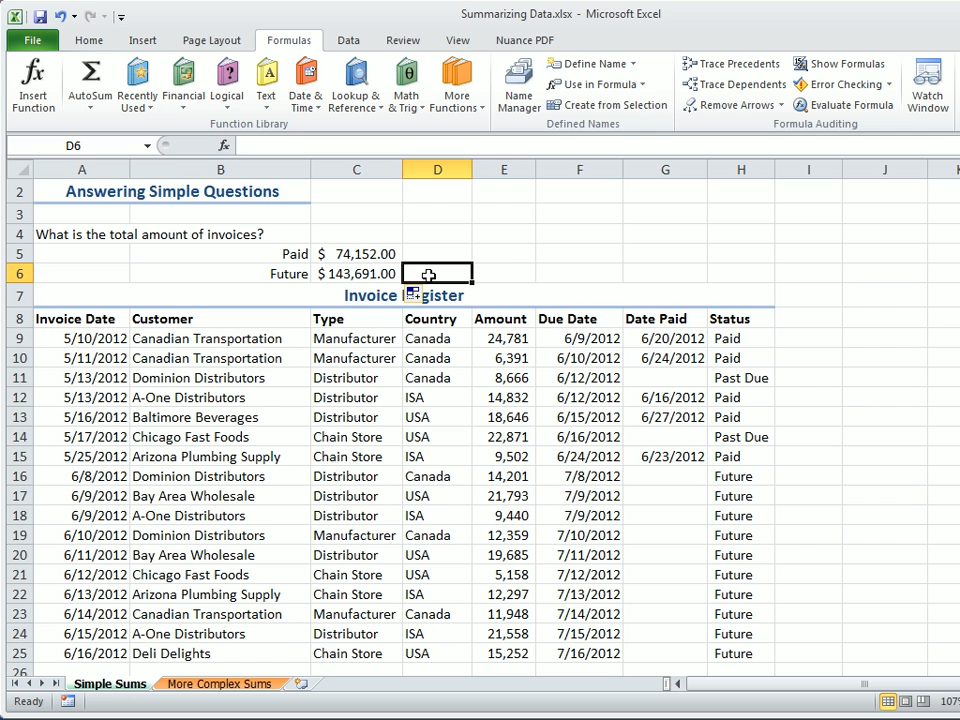 Summarizing Data.xlsx - Microsoft Excel
File Home Insert Page Layout Formulas Data Review View Nuance PDF
Insert Function
AutoSum
Recently Used
Financial
Logical
Text
Date & Time
Lookup & Reference
Math & Trig
More Functions
Function Library
Name Manager
Define Name
Use in Formula
Create from Selection
Defined Names
Trace Precedents
Trace Dependents
Remove Arrows
Show Formulas
Error Checking
Evaluate Formula
Formula Auditing
Watch Window
D6 fx
A B C D E F G H I J K
2 Answering Simple Questions
3
4 What is the total amount of invoices?
5 Paid $ 74,152.00
6 Future $ 143,691.00
7 Invoice Register
8 Invoice Date Customer Type Country Amount Due Date Date Paid Status
9 5/10/2012 Canadian Transportation Manufacturer Canada 24,781 6/9/2012 6/20/2012 Paid
10 5/11/2012 Canadian Transportation Manufacturer Canada 6,391 6/10/2012 6/24/2012 Paid
11 5/13/2012 Dominion Distributors Distributor Canada 8,666 6/12/2012 Past Due
12 5/13/2012 A-One Distributors Distributor ISA 14,832 6/12/2012 6/16/2012 Paid
13 5/16/2012 Baltimore Beverages Distributor USA 18,646 6/15/2012 6/27/2012 Paid
14 5/17/2012 Chicago Fast Foods Chain Store USA 22,871 6/16/2012 Past Due
15 5/25/2012 Arizona Plumbing Supply Chain Store ISA 9,502 6/24/2012 6/23/2012 Paid
16 6/8/2012 Dominion Distributors Distributor Canada 14,201 7/8/2012 Future
17 6/9/2012 Bay Area Wholesale Distributor USA 21,793 7/9/2012 Future
18 6/9/2012 A-One Distributors Distributor ISA 9,440 7/9/2012 Future
19 6/10/2012 Dominion Distributors Manufacturer Canada 12,359 7/10/2012 Future
20 6/11/2012 Bay Area Wholesale Distributor USA 19,685 7/11/2012 Future
21 6/12/2012 Chicago Fast Foods Chain Store USA 5,158 7/12/2012 Future
22 6/13/2012 Arizona Plumbing Supply Chain Store ISA 12,297 7/13/2012 Future
23 6/14/2012 Canadian Transportation Manufacturer Canada 11,948 7/14/2012 Future
24 6/15/2012 A-One Distributors Distributor ISA 21,558 7/15/2012 Future
25 6/16/2012 Deli Delights Chain Store USA 15,252 7/16/2012 Future
26
Simple Sums More Complex Sums
Ready 107%